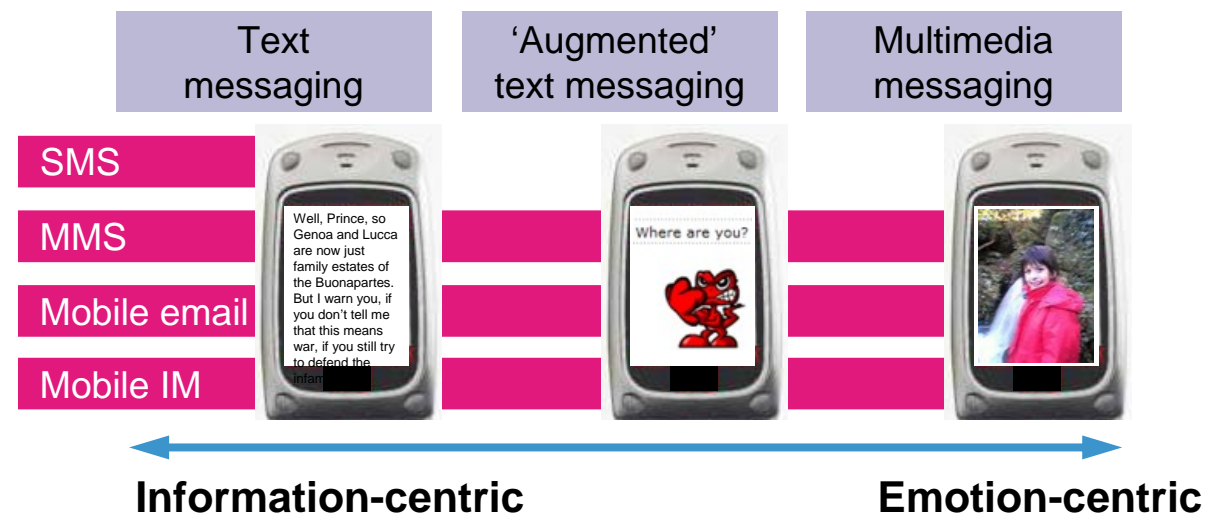 Text
messaging
‘Augmented’
text messaging
Multimedia
messaging
SMS
MMS
Mobile email
Mobile IM
Well, Prince, so
Genoa and Lucca
are now just
family estates of
the Buonapartes.
But I warn you, if
you don’t tell me
that this means
war, if you still try
to defend the
Where are you?
Information-centric
Emotion-centric